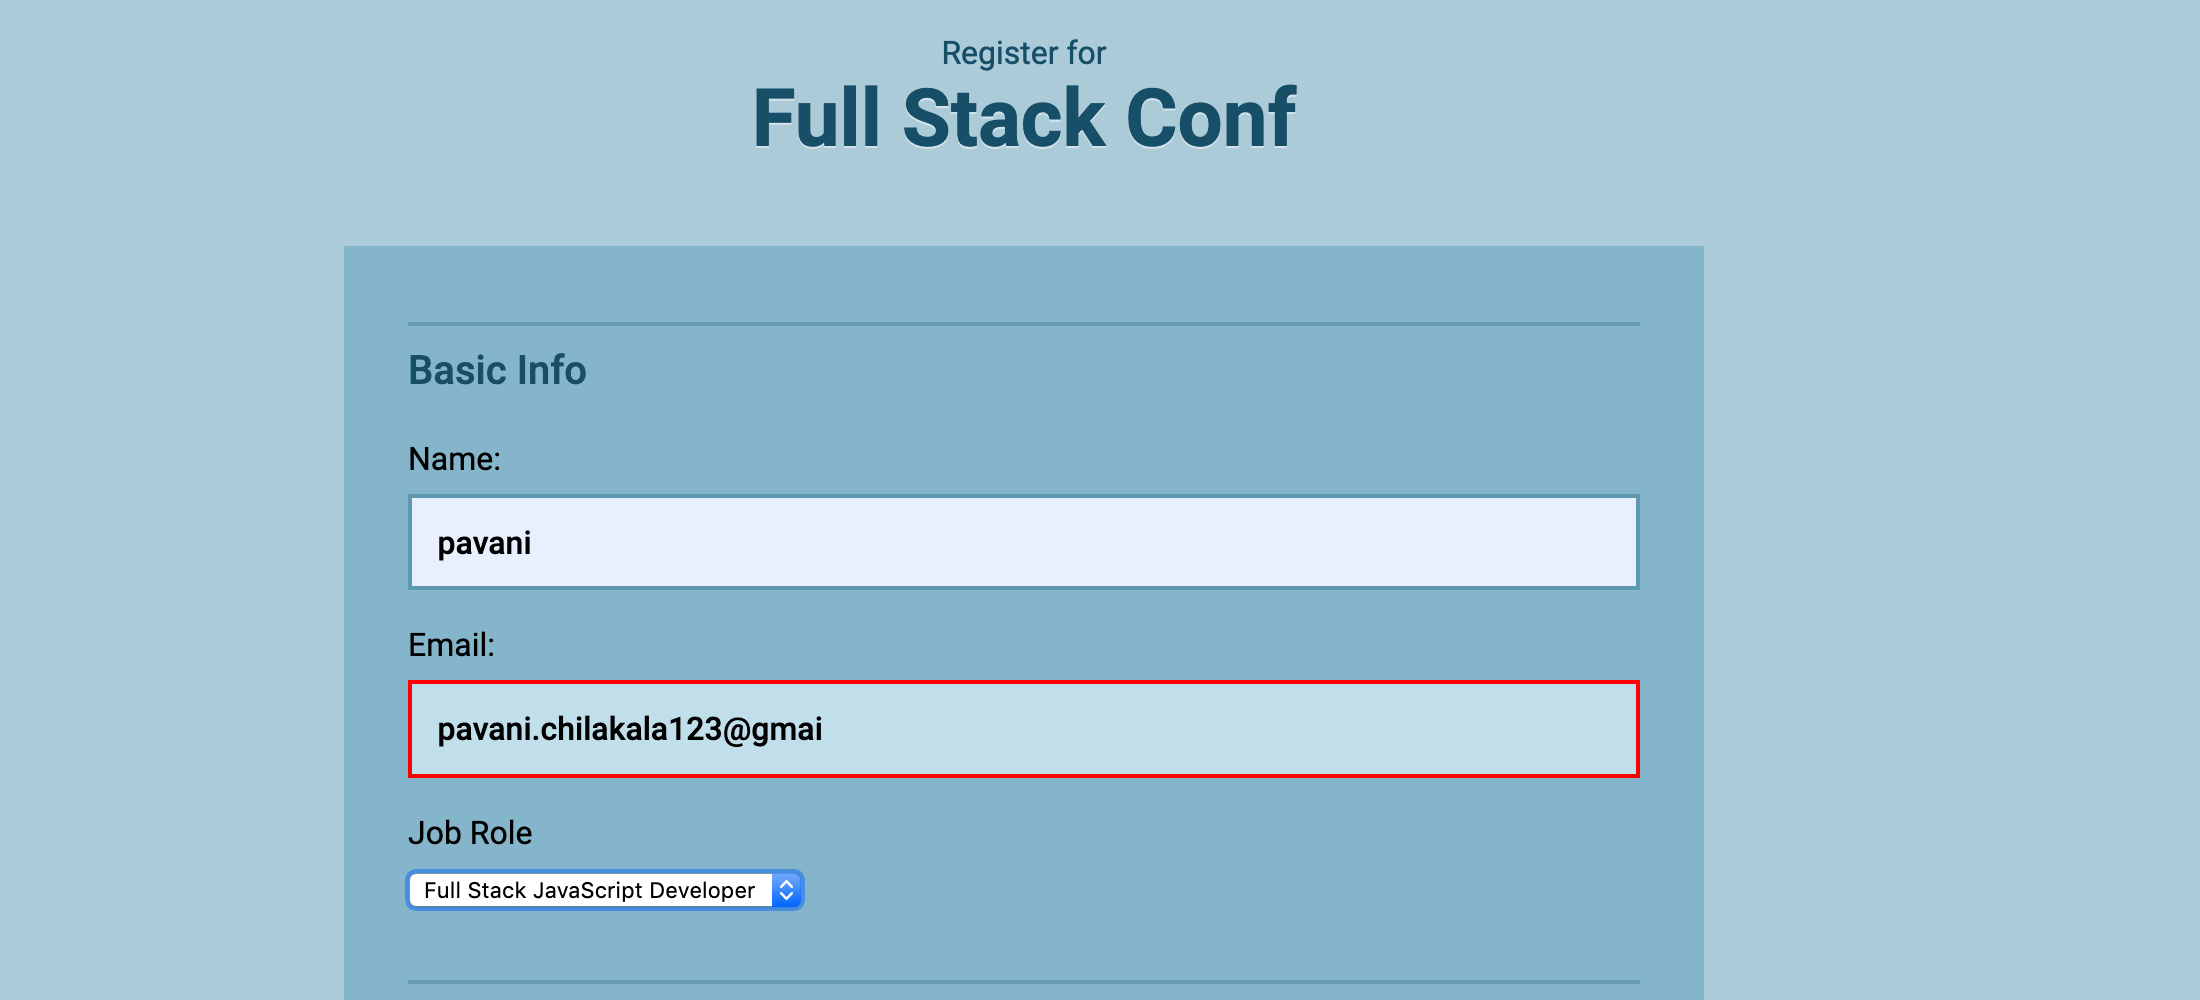 Register for
Full Stack Conf
Basic Info
Name:
pavani
Email:
pavani.chilakala123@gmai
Job Role
Full Stack JavaScript Developer